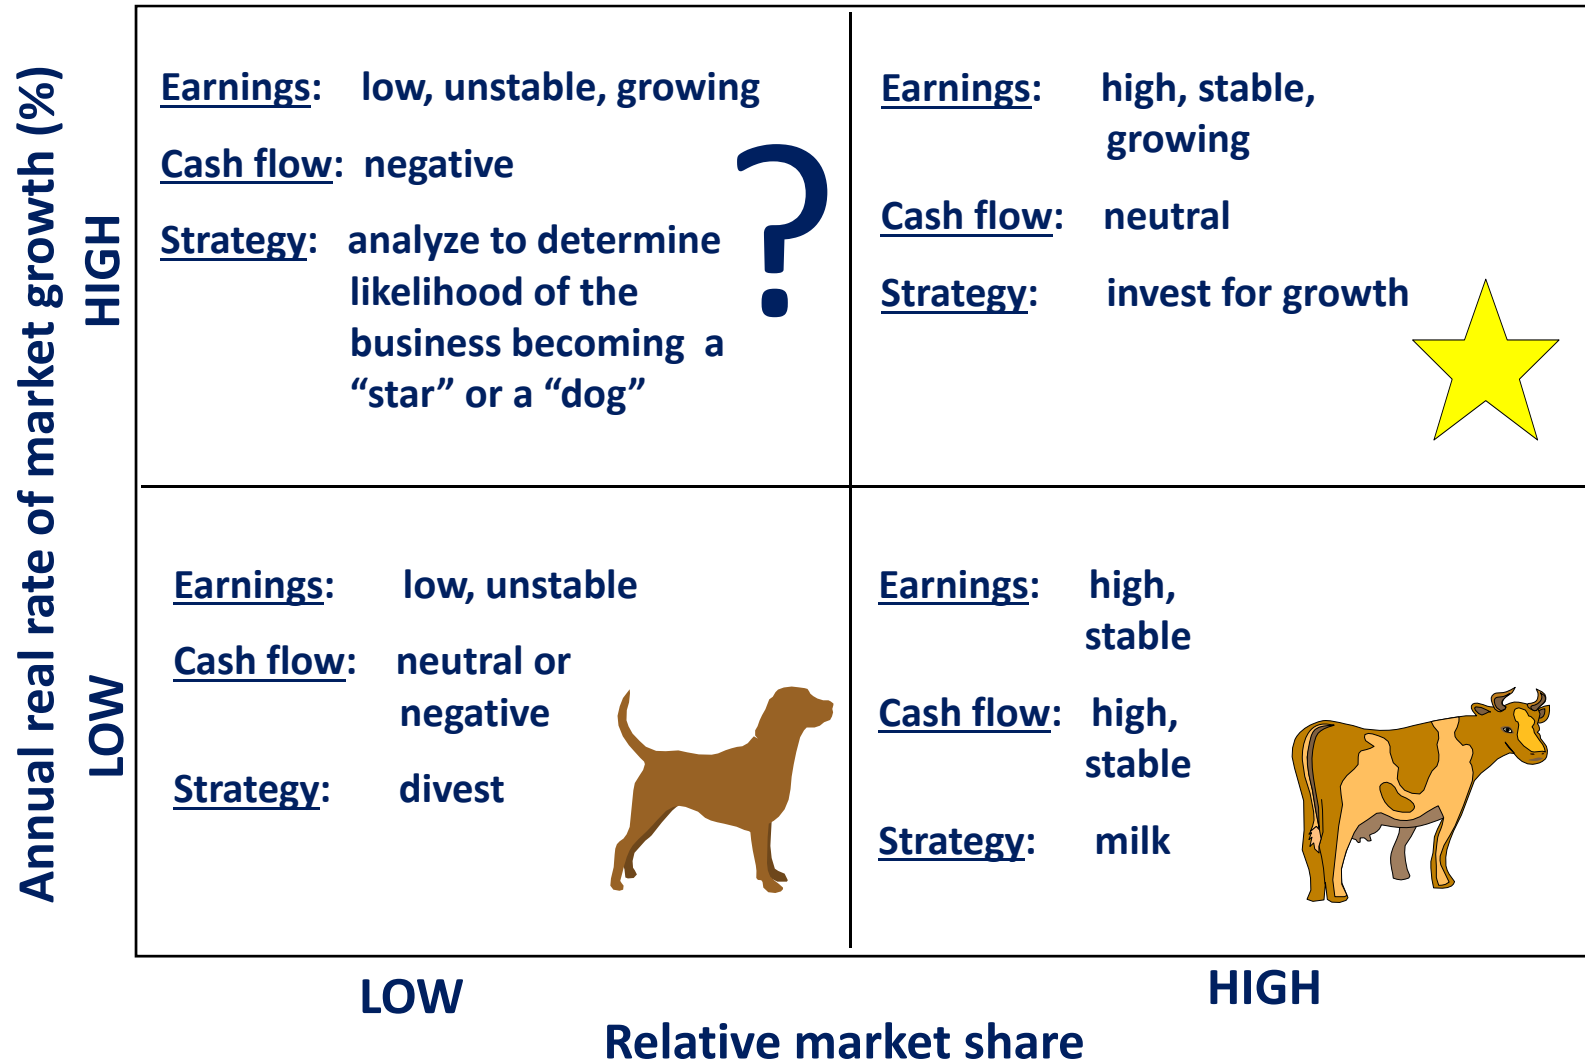 Annual real rate of market growth (%)
HIGH
LOW
Earnings: low, unstable, growing
Cash flow: negative
Strategy: analyze to determine
likelihood of the
business becoming a
“star” or a “dog”
?
Earnings: high, stable,
growing
Cash flow: neutral
Strategy: invest for growth
Earnings: low, unstable
Cash flow: neutral or
negative
Strategy: divest
Earnings: high,
stable
Cash flow: high,
stable
Strategy: milk
LOW
HIGH
Relative market share